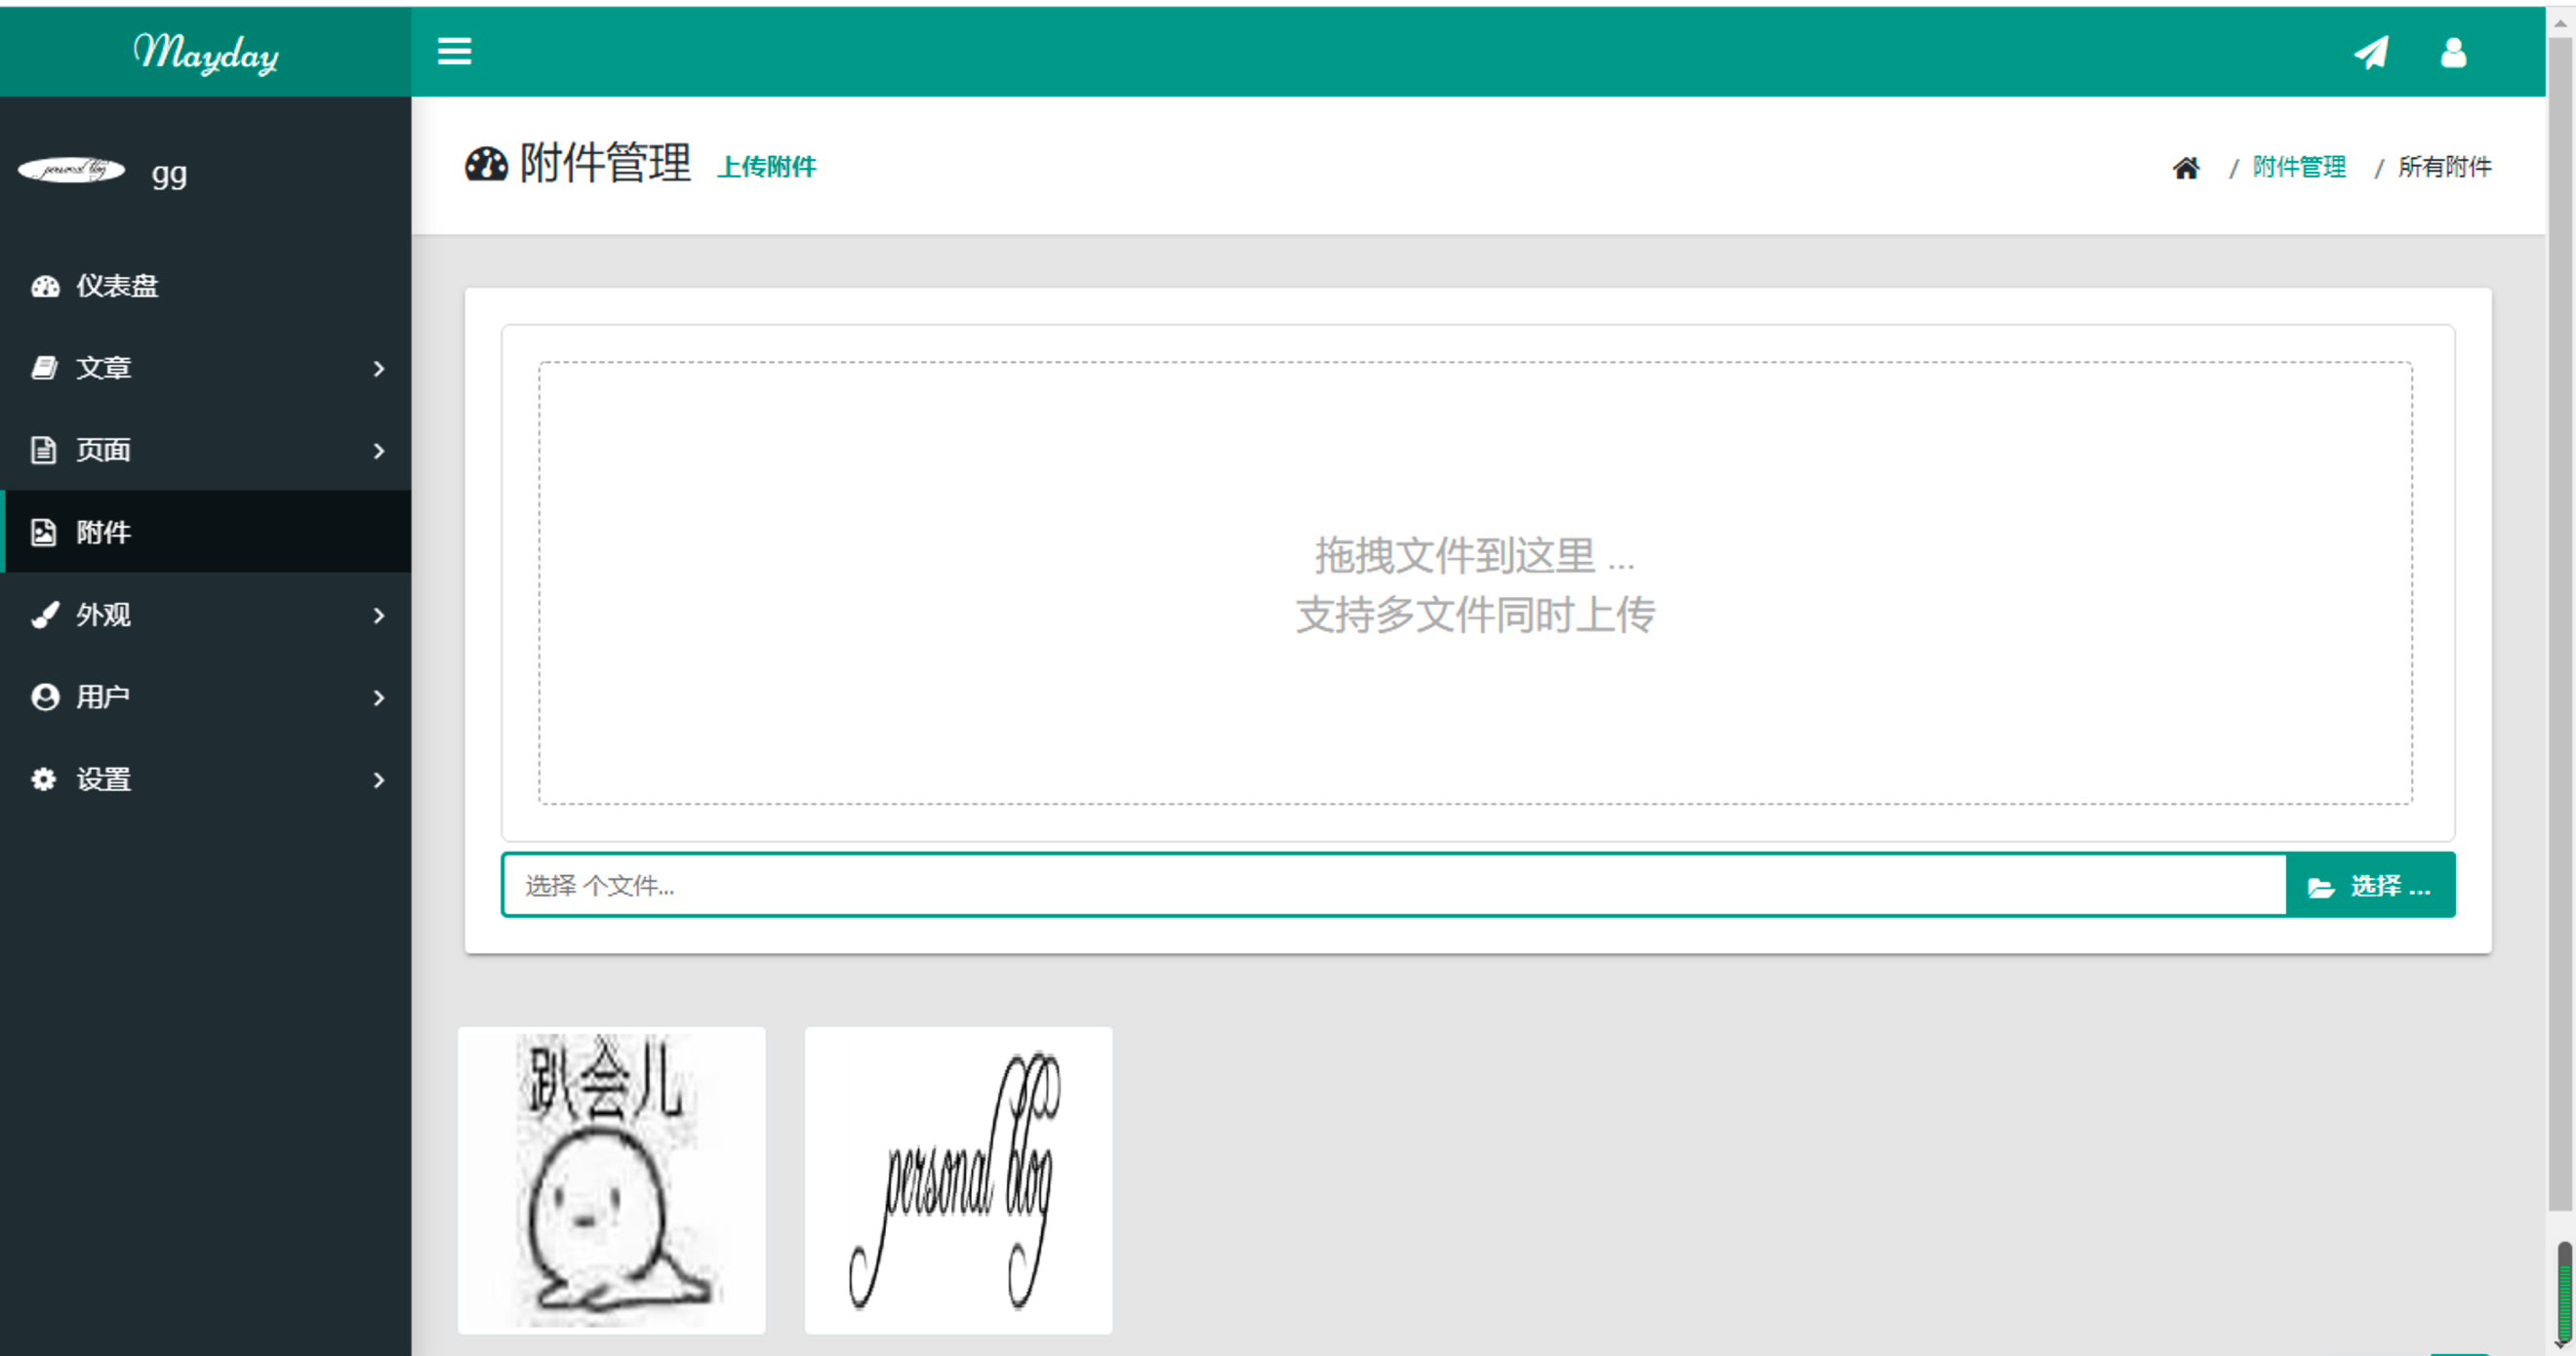 Mayday
personal blog
gg
仪表盘
文章
页面
附件
外观
用户
设置
附件管理 上传附件
/ 附件管理 / 所有附件
拖拽文件到这里 ...
支持多文件同时上传
选择 个文件...
选择 ...
趴会儿
personal blog